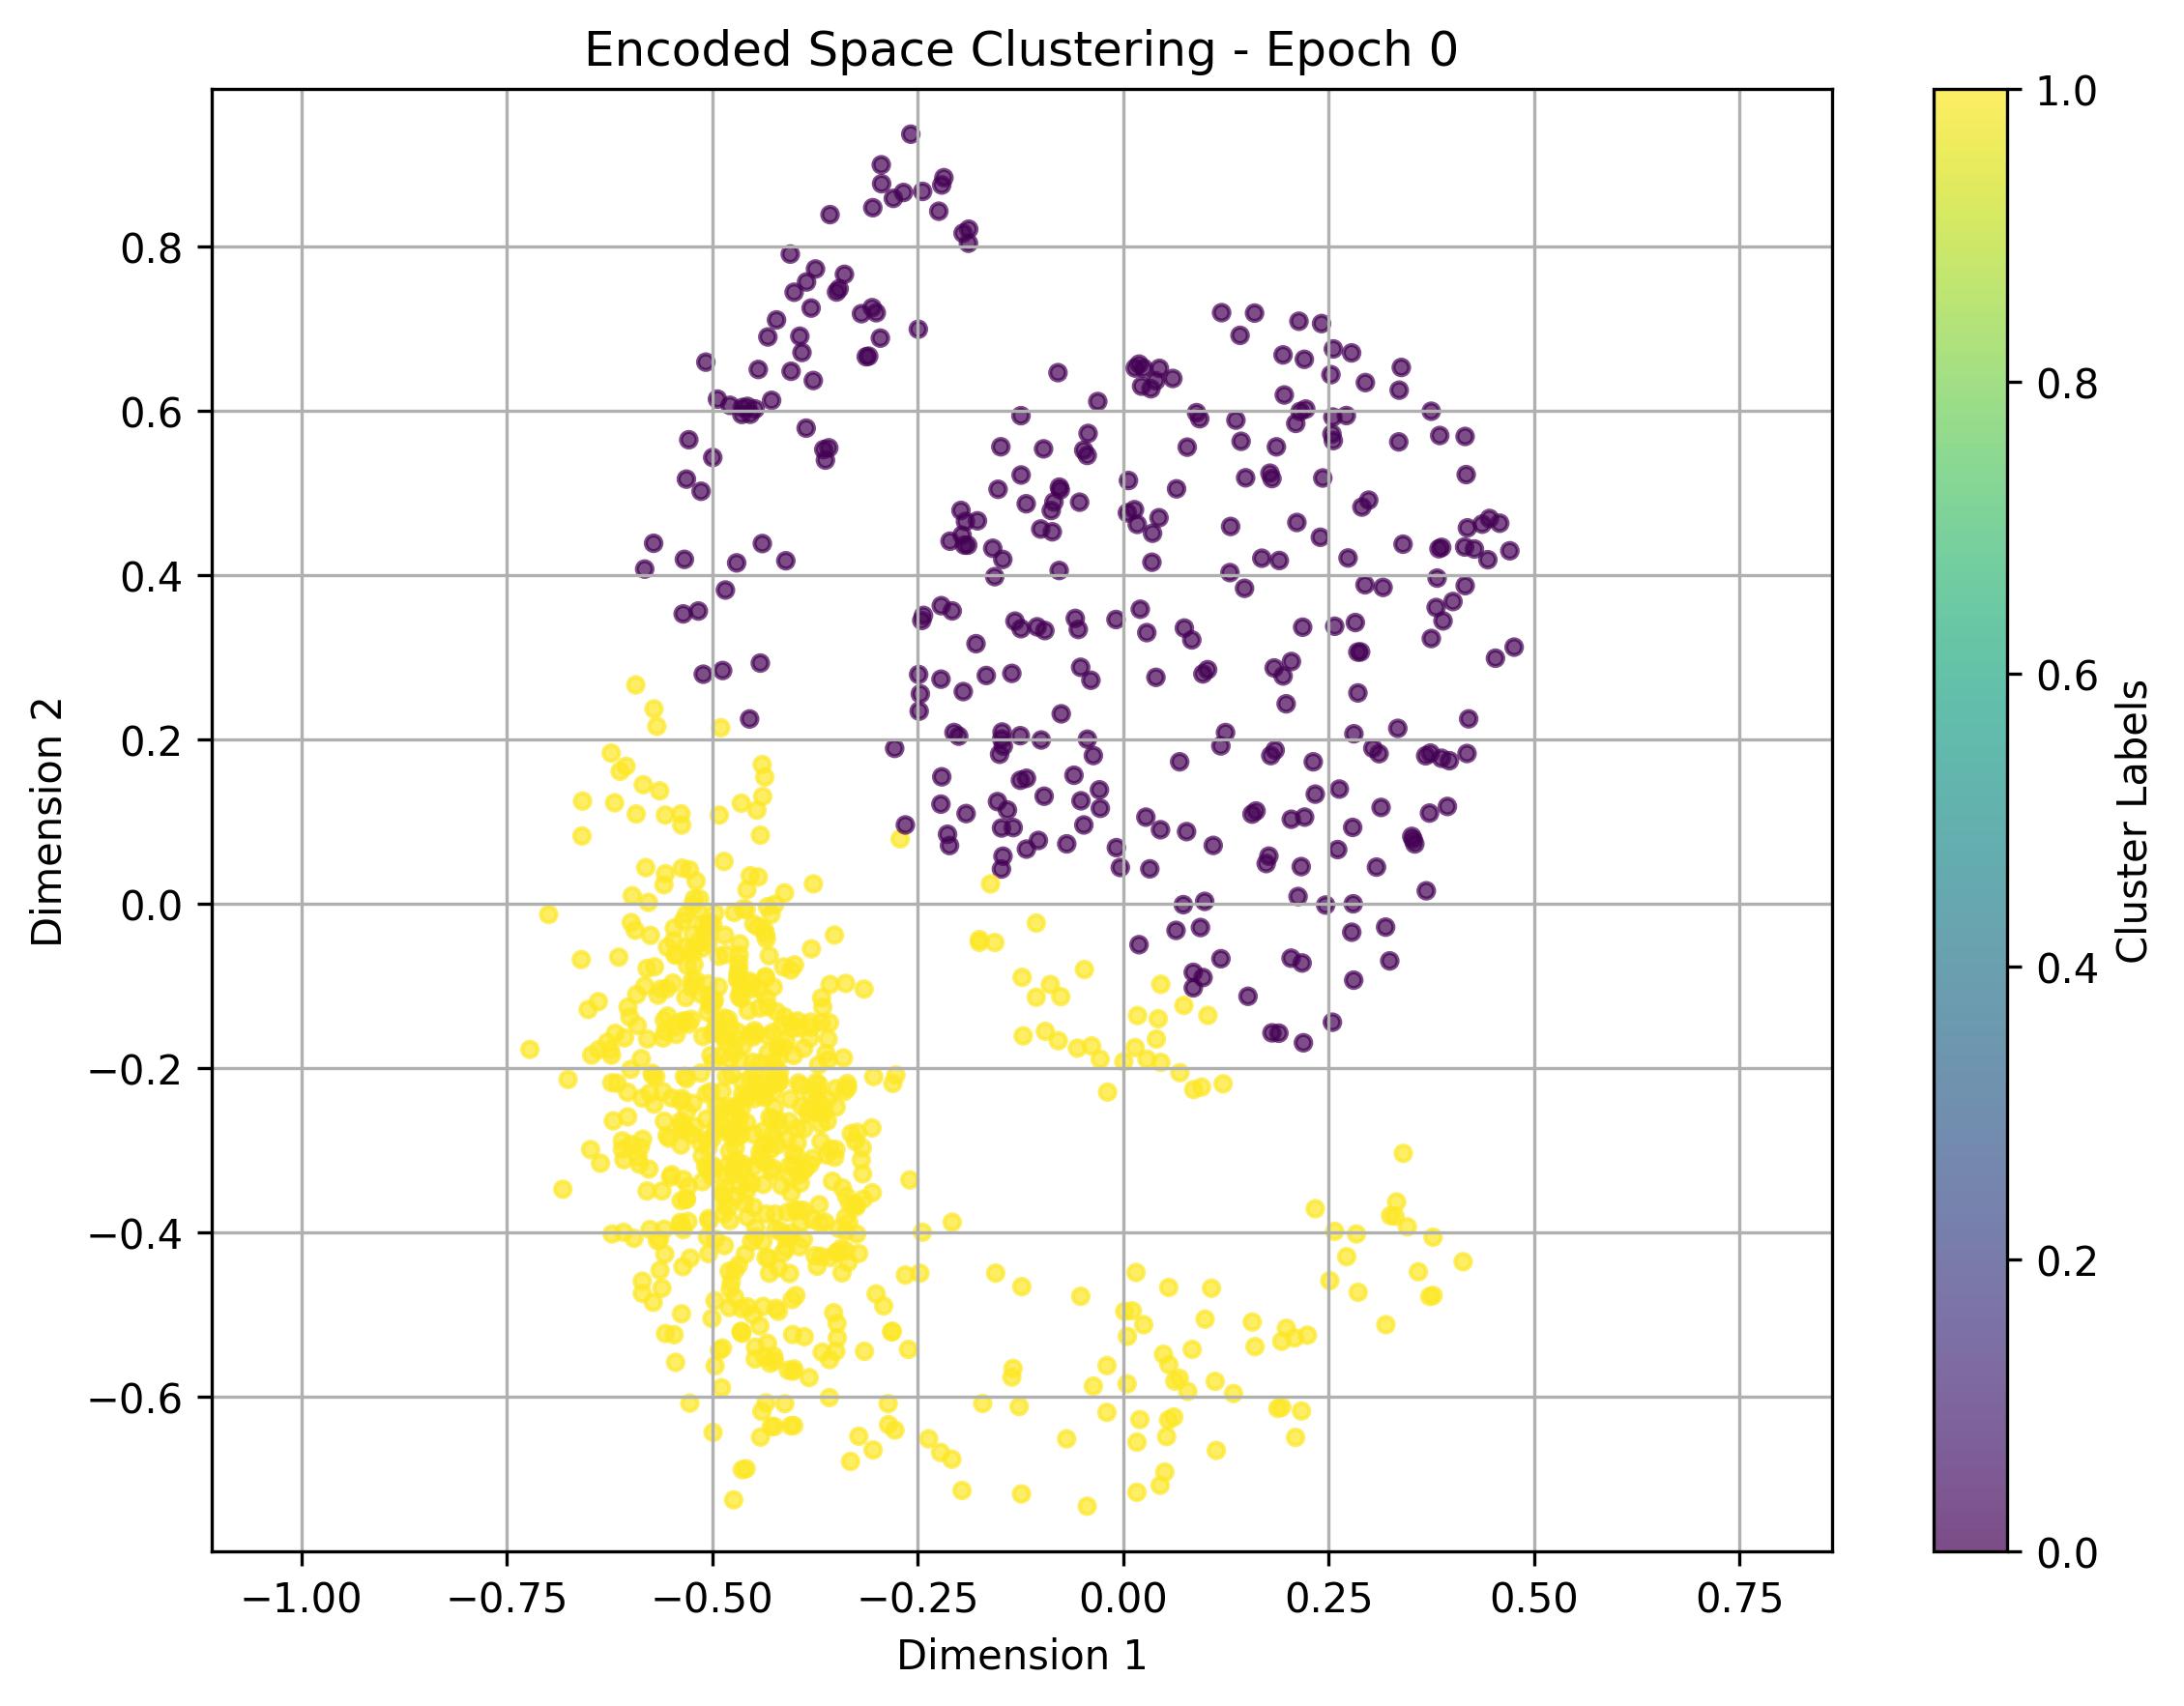 Encoded Space Clustering - Epoch 0
1.0
0.8
0.6
0.4
0.2
0.0
Cluster Labels
0.8
0.6
0.4
0.2
0.0
−0.2
−0.4
−0.6
Dimension 2
−1.00 −0.75 −0.50 −0.25 0.00 0.25 0.50 0.75
Dimension 1